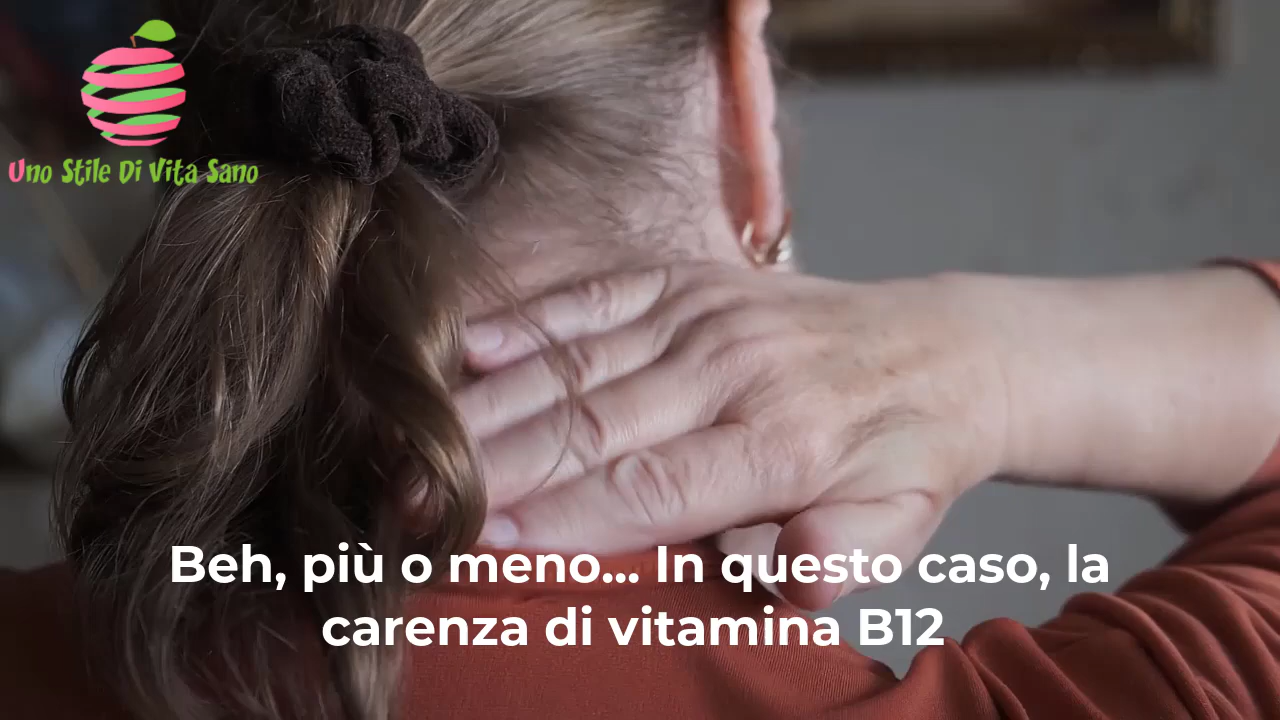 Uno Stile Di Vita Sano
Beh, più o meno... In questo caso, la
carenza di vitamina B12